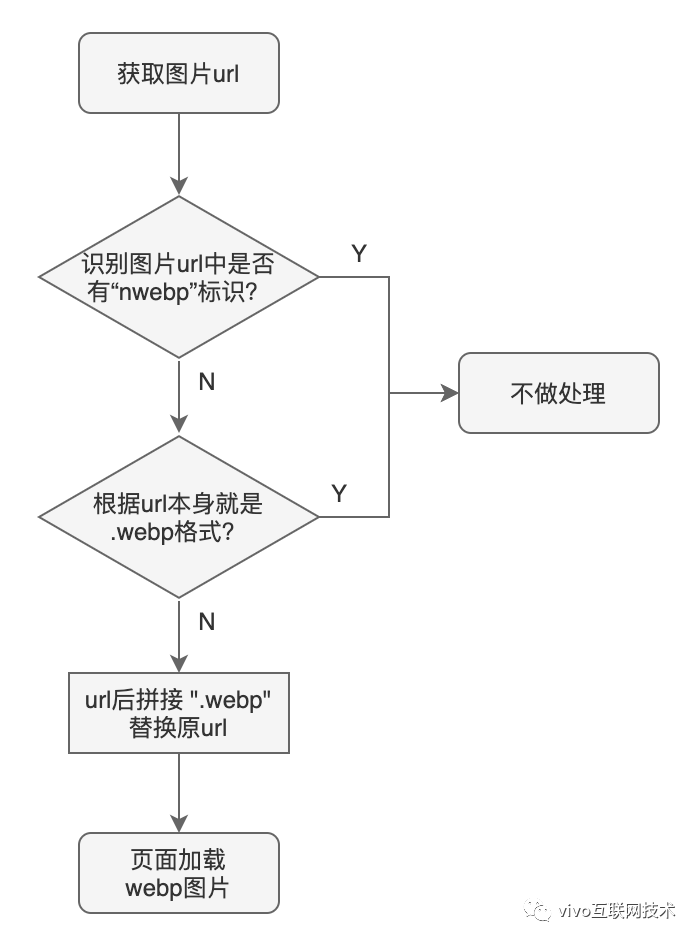 获取图片url
识别图片url中是否
有“nwebp”标识?
Y
N
不做处理
根据url本身就是
.webp格式?
Y
N
url后拼接 ".webp"
替换原url
页面加载
webp图片
vivo互联网技术